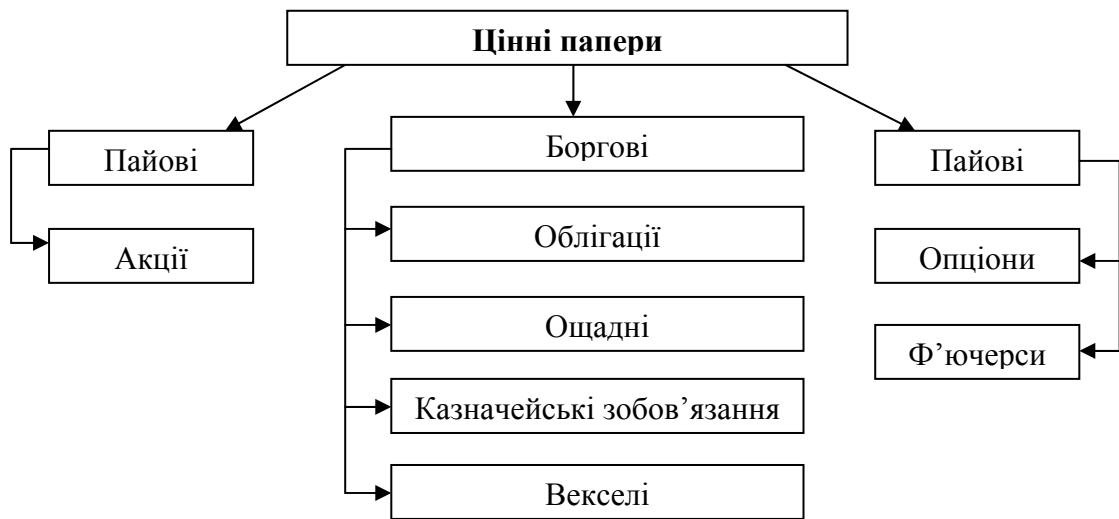 Цінні папери
Пайові
Боргові
Пайові
Акції
Облігації
Опціони
Ощадні
Ф’ючерси
Казначейські зобов’язання
Векселі